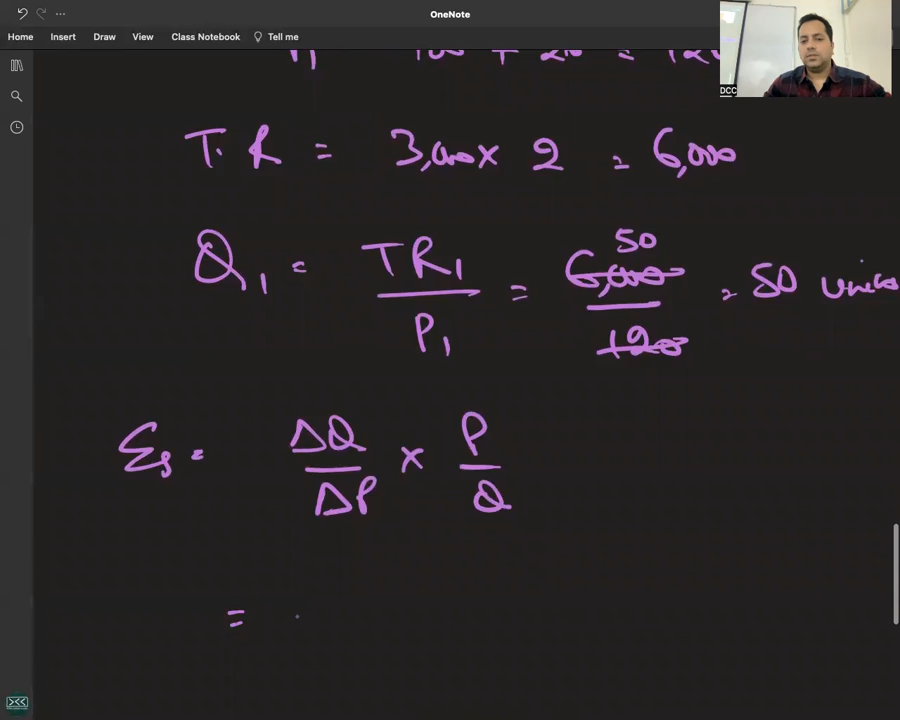 OneNote
Home Insert Draw View Class Notebook Tell me
DCC
T.R = 3,000 x 2 = 6,000
Q1 = TR1 / P1 = 6,000 / 120 = 50 units
50
Es = ΔQ / ΔP x P / Q
=